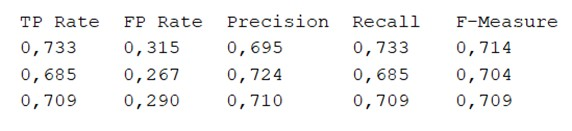 TP Rate FP Rate Precision Recall F-Measure
0,733 0,315 0,695 0,733 0,714
0,685 0,267 0,724 0,685 0,704
0,709 0,290 0,710 0,709 0,709